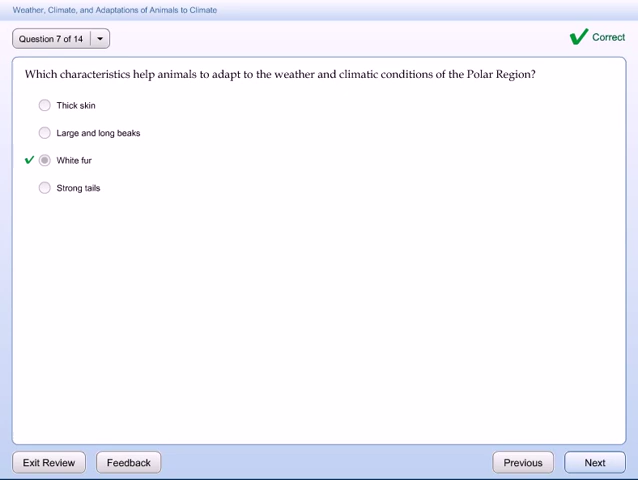 Weather, Climate, and Adaptations of Animals to Climate
Question 7 of 14
Correct
Which characteristics help animals to adapt to the weather and climatic conditions of the Polar Region?
Thick skin
Large and long beaks
White fur
Strong tails
Exit Review
Feedback
Previous
Next